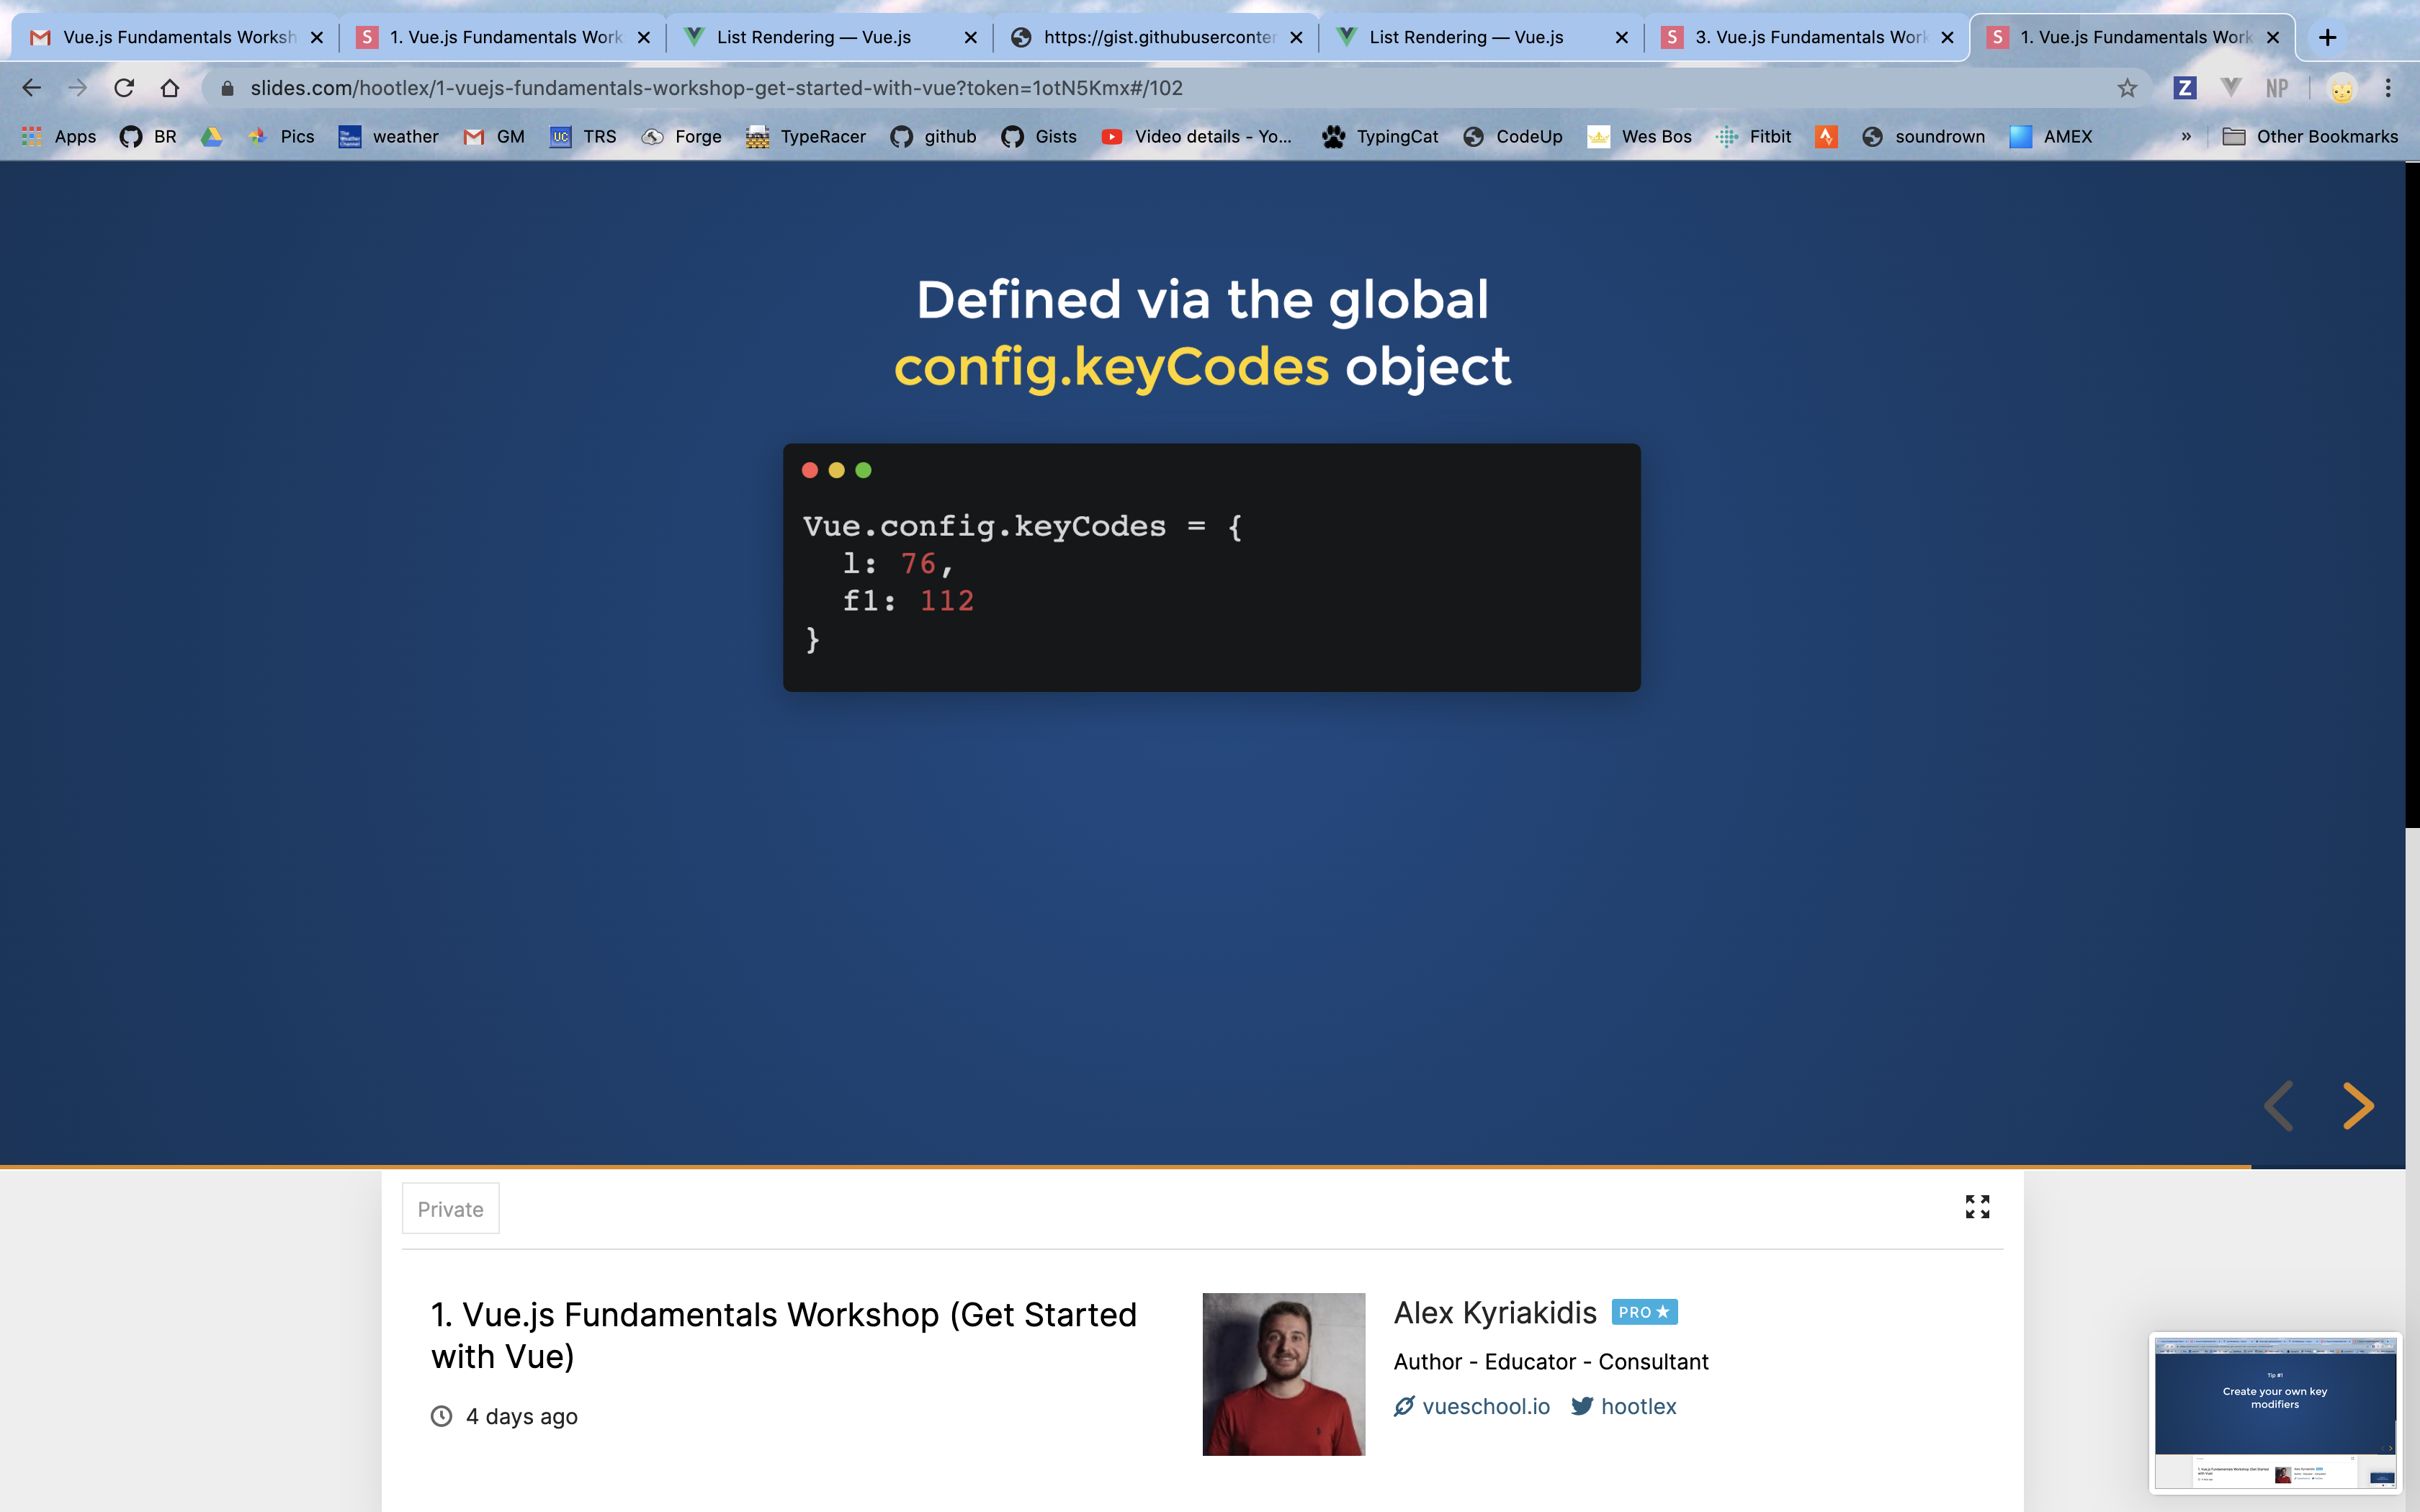 Vue.js Fundamentals Worksh
1. Vue.js Fundamentals Work
List Rendering — Vue.js
https://gist.githubuserconter
List Rendering — Vue.js
3. Vue.js Fundamentals Work
1. Vue.js Fundamentals Work
slides.com/hootlex/1-vuejs-fundamentals-workshop-get-started-with-vue?token=1otN5Kmx#/102
Z
NP
Apps
BR
Pics
weather
GM
UC
TRS
Forge
TypeRacer
github
Gists
Video details - Yo...
TypingCat
CodeUp
Wes Bos
Fitbit
soundrown
AMEX
»
Other Bookmarks
Defined via the global
config.keyCodes object
Vue.config.keyCodes = {
l: 76,
f1: 112
}
Private
1. Vue.js Fundamentals Workshop (Get Started
with Vue)
4 days ago
Alex Kyriakidis PRO★
Author - Educator - Consultant
vueschool.io hootlex
Tip #1
Create your own key
modifiers